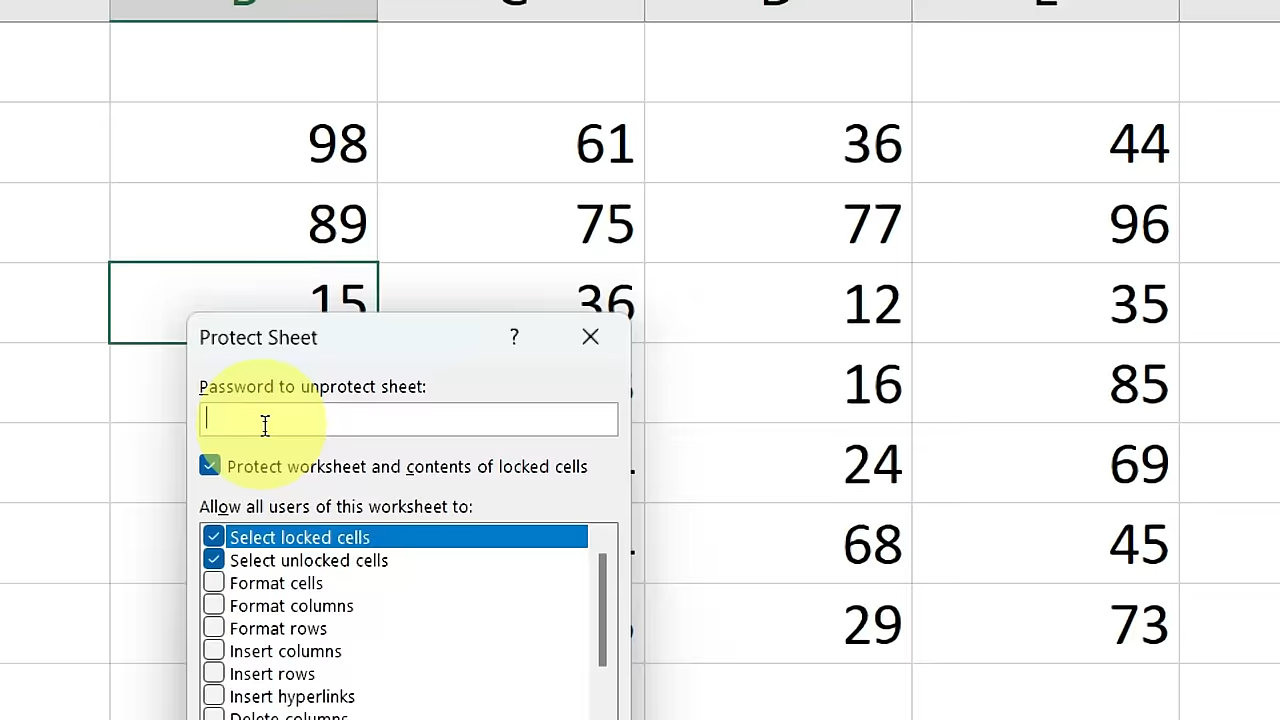 B C D E
98 61 36 44
89 75 77 96
15 36 12 35
Protect Sheet ?
16 85
Password to unprotect sheet:
24 69
Protect worksheet and contents of locked cells
Allow all users of this worksheet to:
Select locked cells
68 45
Select unlocked cells
Format cells
Format columns
29 73
Format rows
Insert columns
Insert rows
Insert hyperlinks
Delete columns